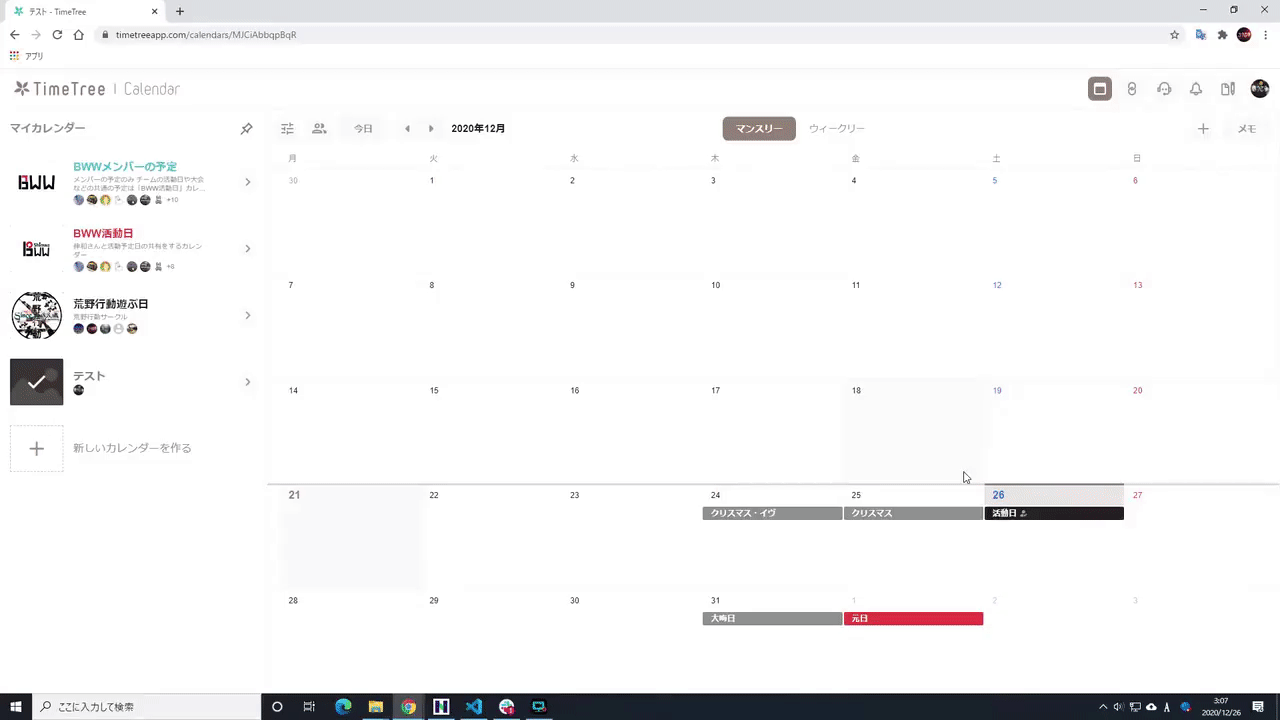 テスト - TimeTree
timetreeapp.com/calendars/MJCiAbbqpBqR
アプリ
TimeTree | Calendar
マイカレンダー
今日
2020年12月
マンスリー
ウィークリー
メモ
BWW
BWWメンバーの予定
メンバーの予定のみ チームの活動日や大会
などの共通の予定は「BWW活動日」カレ...
+10
BWW
BWW活動日
倖和さんと活動予定日の共有をするカレン
ダー
+8
荒野行動遊ぶ日
荒野行動サークル
テスト
新しいカレンダーを作る
月 火 水 木 金 土 日
30 1 2 3 4 5 6
7 8 9 10 11 12 13
14 15 16 17 18 19 20
21 22 23 24 25 26 27
クリスマス・イヴ クリスマス 活動日
28 29 30 31 1 2 3
大晦日 元日
ここに入力して検索
A
3:07
2020/12/26